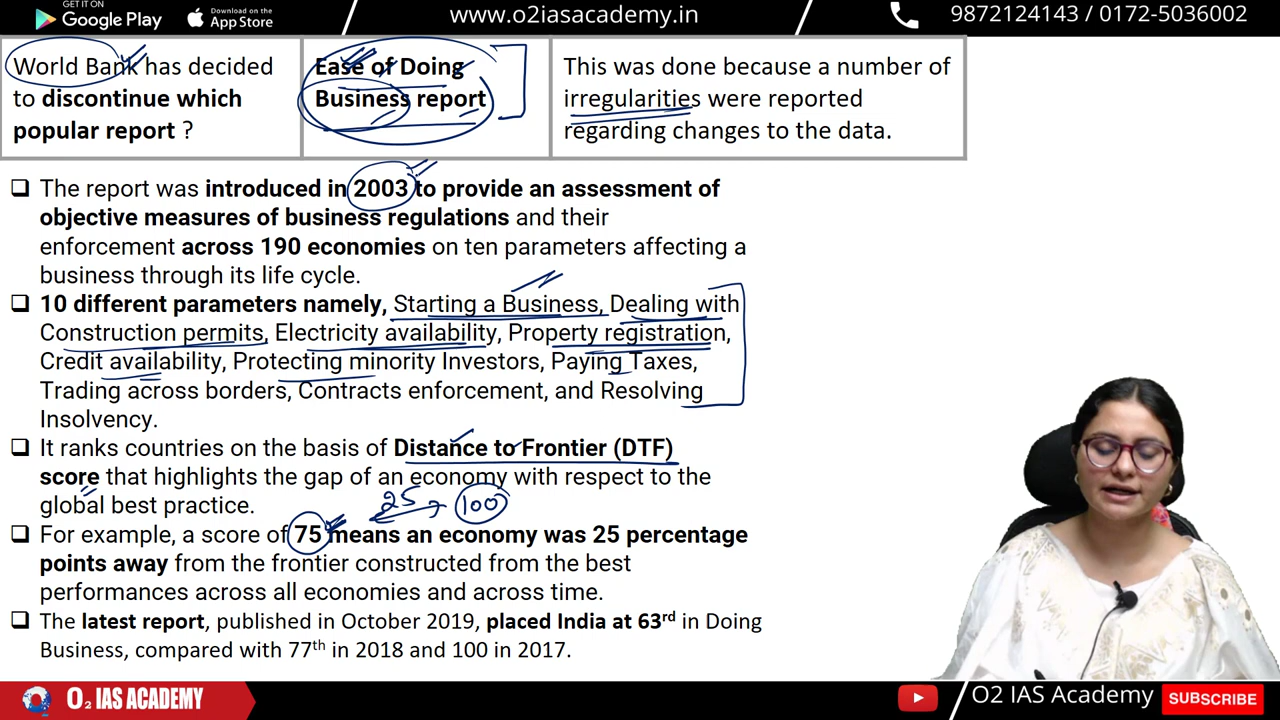 GET IT ON
Google Play
Download on the
App Store
www.o2iasacademy.in
9872124143 / 0172-5036002
World Bank has decided
to discontinue which
popular report ?
Ease of Doing
Business report
This was done because a number of
irregularities were reported
regarding changes to the data.
❑ The report was introduced in 2003 to provide an assessment of
objective measures of business regulations and their
enforcement across 190 economies on ten parameters affecting a
business through its life cycle.
❑ 10 different parameters namely, Starting a Business, Dealing with
Construction permits, Electricity availability, Property registration,
Credit availability, Protecting minority Investors, Paying Taxes,
Trading across borders, Contracts enforcement, and Resolving
Insolvency.
❑ It ranks countries on the basis of Distance to Frontier (DTF)
score that highlights the gap of an economy with respect to the
global best practice.
25 100
❑ For example, a score of 75 means an economy was 25 percentage
points away from the frontier constructed from the best
performances across all economies and across time.
❑ The latest report, published in October 2019, placed India at 63rd in Doing
Business, compared with 77th in 2018 and 100 in 2017.
O2 IAS ACADEMY
O2 IAS Academy
SUBSCRIBE